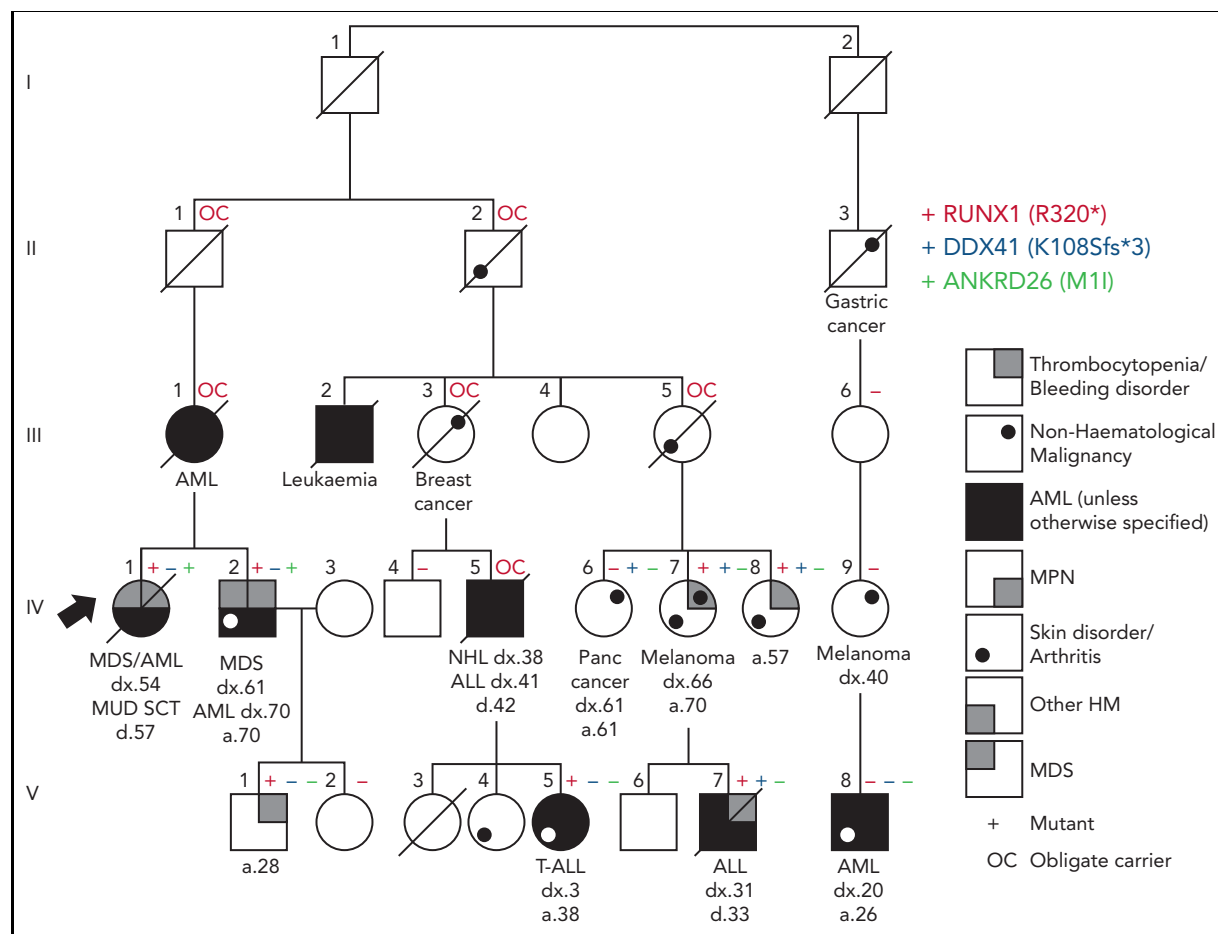 1 2
I
1 OC 2 OC 3
II
+ RUNX1 (R320*)
+ DDX41 (K108Sfs*3)
+ ANKRD26 (M1I)
Gastric
cancer
1 OC 2 3 OC 4 5 OC 6 –
III
AML
Leukaemia
Breast
cancer
1 + – + 2 + – + 3 4 – 5 OC 6 – + – 7 + + – 8 + + – 9 –
IV
MDS/AML
dx.54
MUD SCT
d.57
MDS
dx.61
AML dx.70
a.70
NHL dx.38
ALL dx.41
d.42
Panc
cancer
dx.61
a.61
Melanoma
dx.66
a.70
a.57
Melanoma
dx.40
1 + – – 2 – 3 4 5 + – – 6 7 + + – 8 – – –
V
a.28
T-ALL
dx.3
a.38
ALL
dx.31
d.33
AML
dx.20
a.26
Thrombocytopenia/
Bleeding disorder
Non-Haematological
Malignancy
AML (unless
otherwise specified)
MPN
Skin disorder/
Arthritis
Other HM
MDS
+ Mutant
OC Obligate carrier